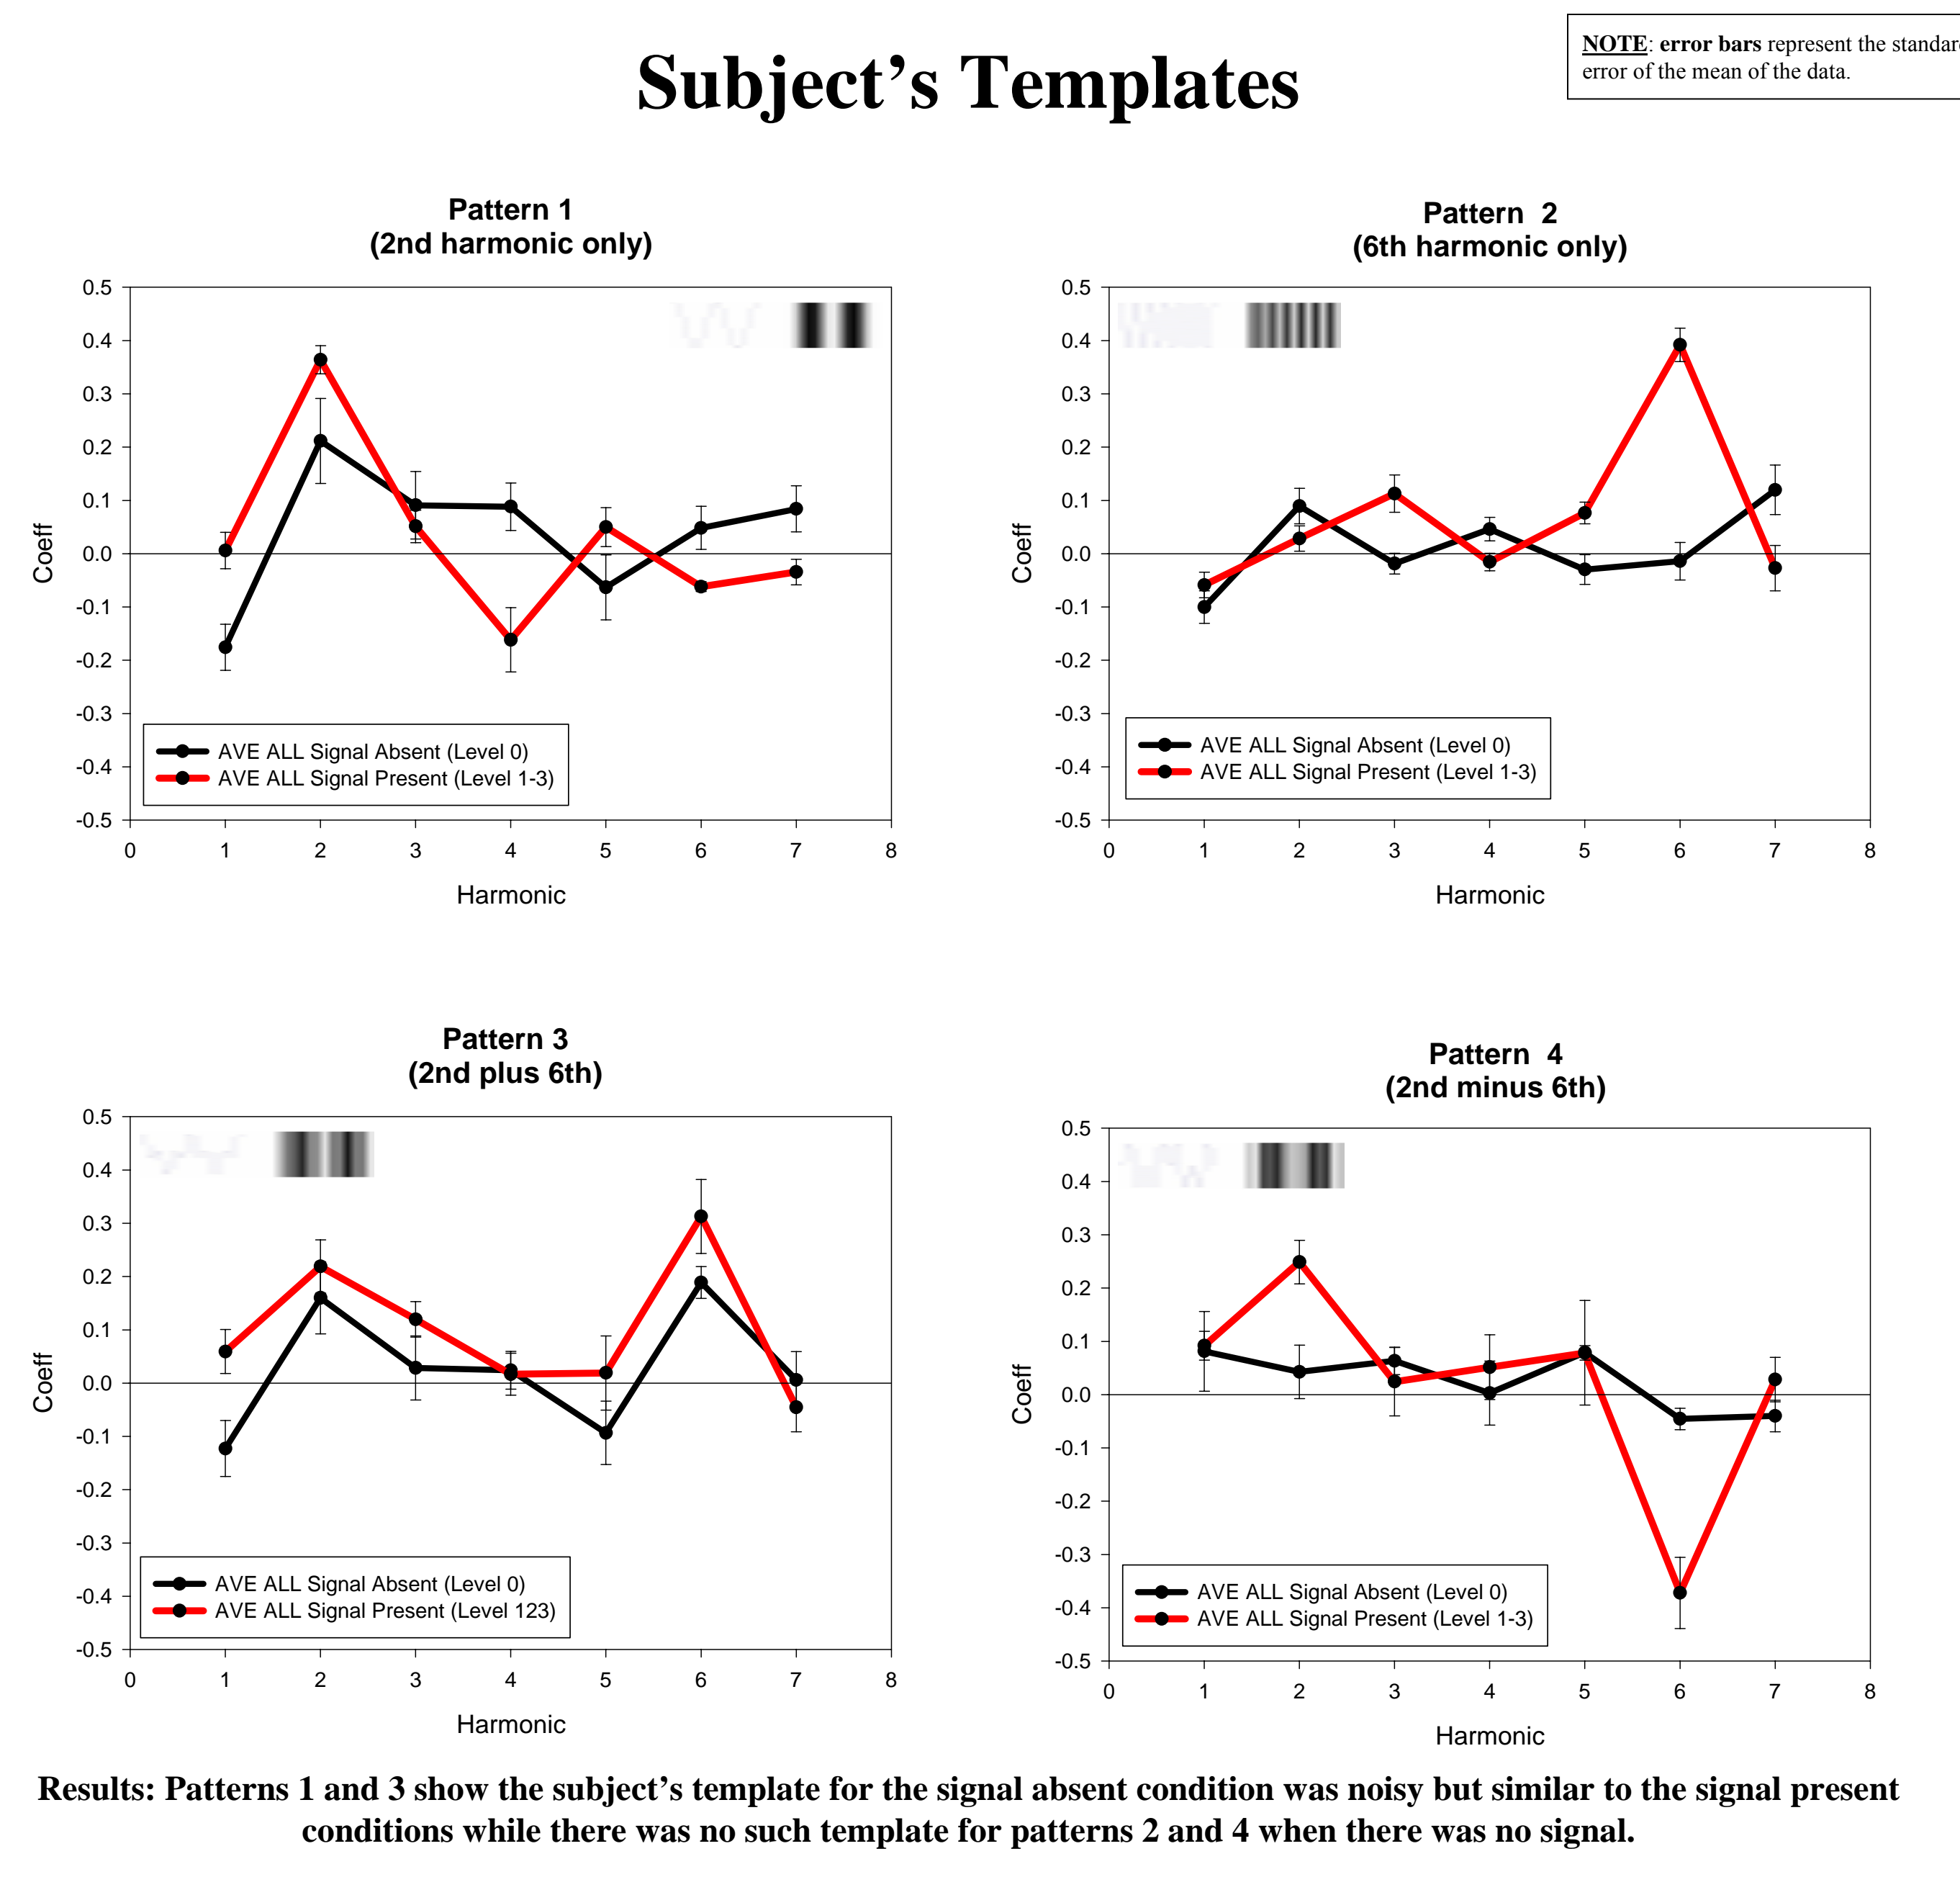 Subject’s Templates
NOTE: error bars represent the standar
error of the mean of the data.
Pattern 1
(2nd harmonic only)
0.5
0.4
0.3
0.2
0.1
0.0
-0.1
-0.2
-0.3
-0.4
-0.5
Coeff
AVE ALL Signal Absent (Level 0)
AVE ALL Signal Present (Level 1-3)
0 1 2 3 4 5 6 7 8
Harmonic
Pattern 2
(6th harmonic only)
0.5
0.4
0.3
0.2
0.1
0.0
-0.1
-0.2
-0.3
-0.4
-0.5
Coeff
AVE ALL Signal Absent (Level 0)
AVE ALL Signal Present (Level 1-3)
0 1 2 3 4 5 6 7 8
Harmonic
Pattern 3
(2nd plus 6th)
0.5
0.4
0.3
0.2
0.1
0.0
-0.1
-0.2
-0.3
-0.4
-0.5
Coeff
AVE ALL Signal Absent (Level 0)
AVE ALL Signal Present (Level 123)
0 1 2 3 4 5 6 7 8
Harmonic
Pattern 4
(2nd minus 6th)
0.5
0.4
0.3
0.2
0.1
0.0
-0.1
-0.2
-0.3
-0.4
-0.5
Coeff
AVE ALL Signal Absent (Level 0)
AVE ALL Signal Present (Level 1-3)
0 1 2 3 4 5 6 7 8
Harmonic
Results: Patterns 1 and 3 show the subject’s template for the signal absent condition was noisy but similar to the signal present
conditions while there was no such template for patterns 2 and 4 when there was no signal.